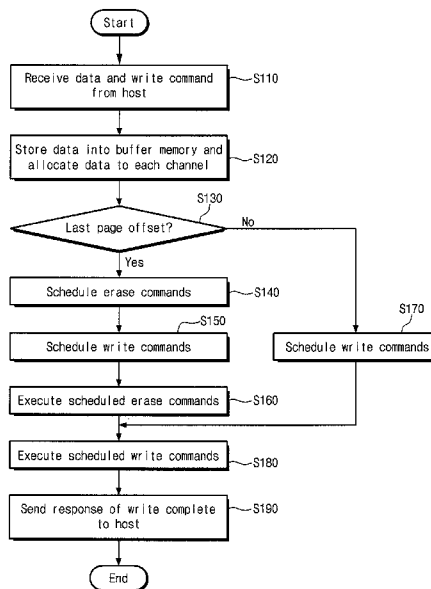 Start
Receive data and write command
from host
S110
Store data into buffer memory and
allocate data to each channel
S120
S130
Last page offset?
No
Yes
Schedule erase commands
S140
S150
S170
Schedule write commands
Schedule write commands
Execute scheduled erase commands
S160
Execute scheduled write commands
S180
Send response of write complete
to host
S190
End